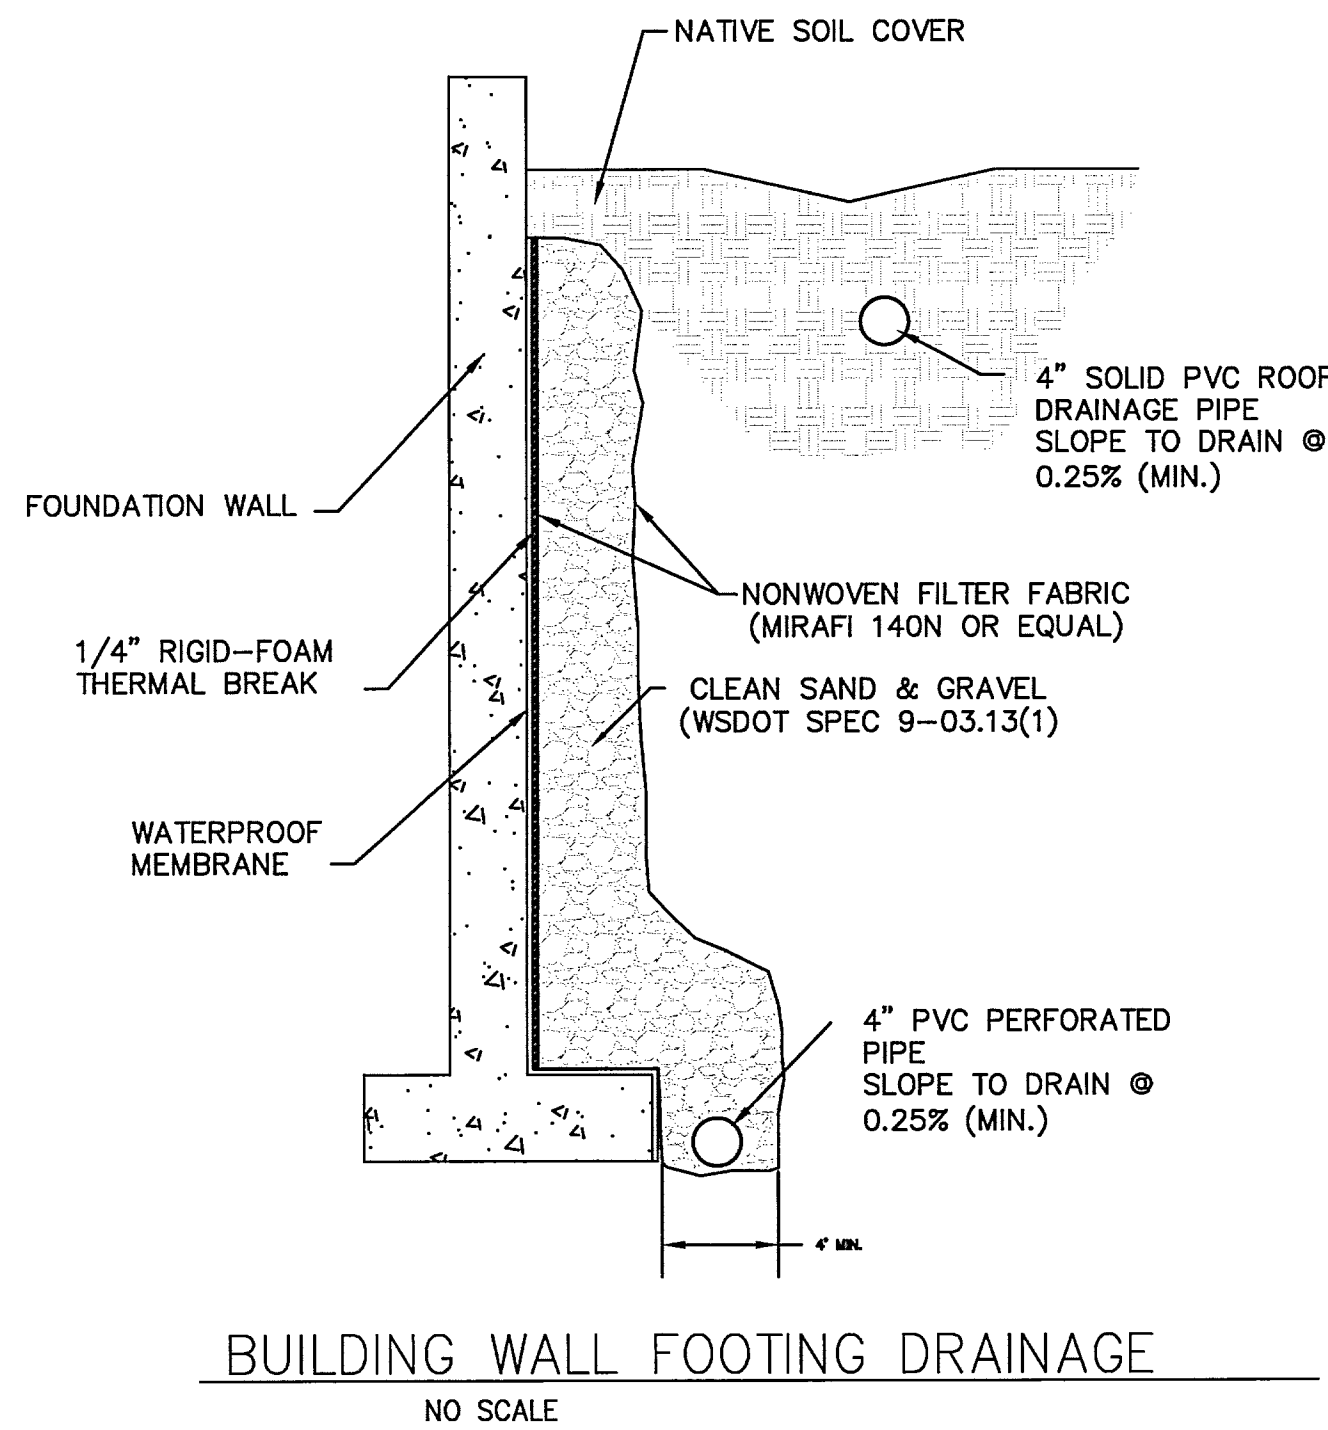 NATIVE SOIL COVER
4" SOLID PVC ROOF
DRAINAGE PIPE
SLOPE TO DRAIN @
0.25% (MIN.)
FOUNDATION WALL
NONWOVEN FILTER FABRIC
(MIRAFI 140N OR EQUAL)
1/4" RIGID-FOAM
THERMAL BREAK
CLEAN SAND & GRAVEL
(WSDOT SPEC 9-03.13(1)
WATERPROOF
MEMBRANE
4" PVC PERFORATED
PIPE
SLOPE TO DRAIN @
0.25% (MIN.)
4" MIN.
BUILDING WALL FOOTING DRAINAGE
NO SCALE